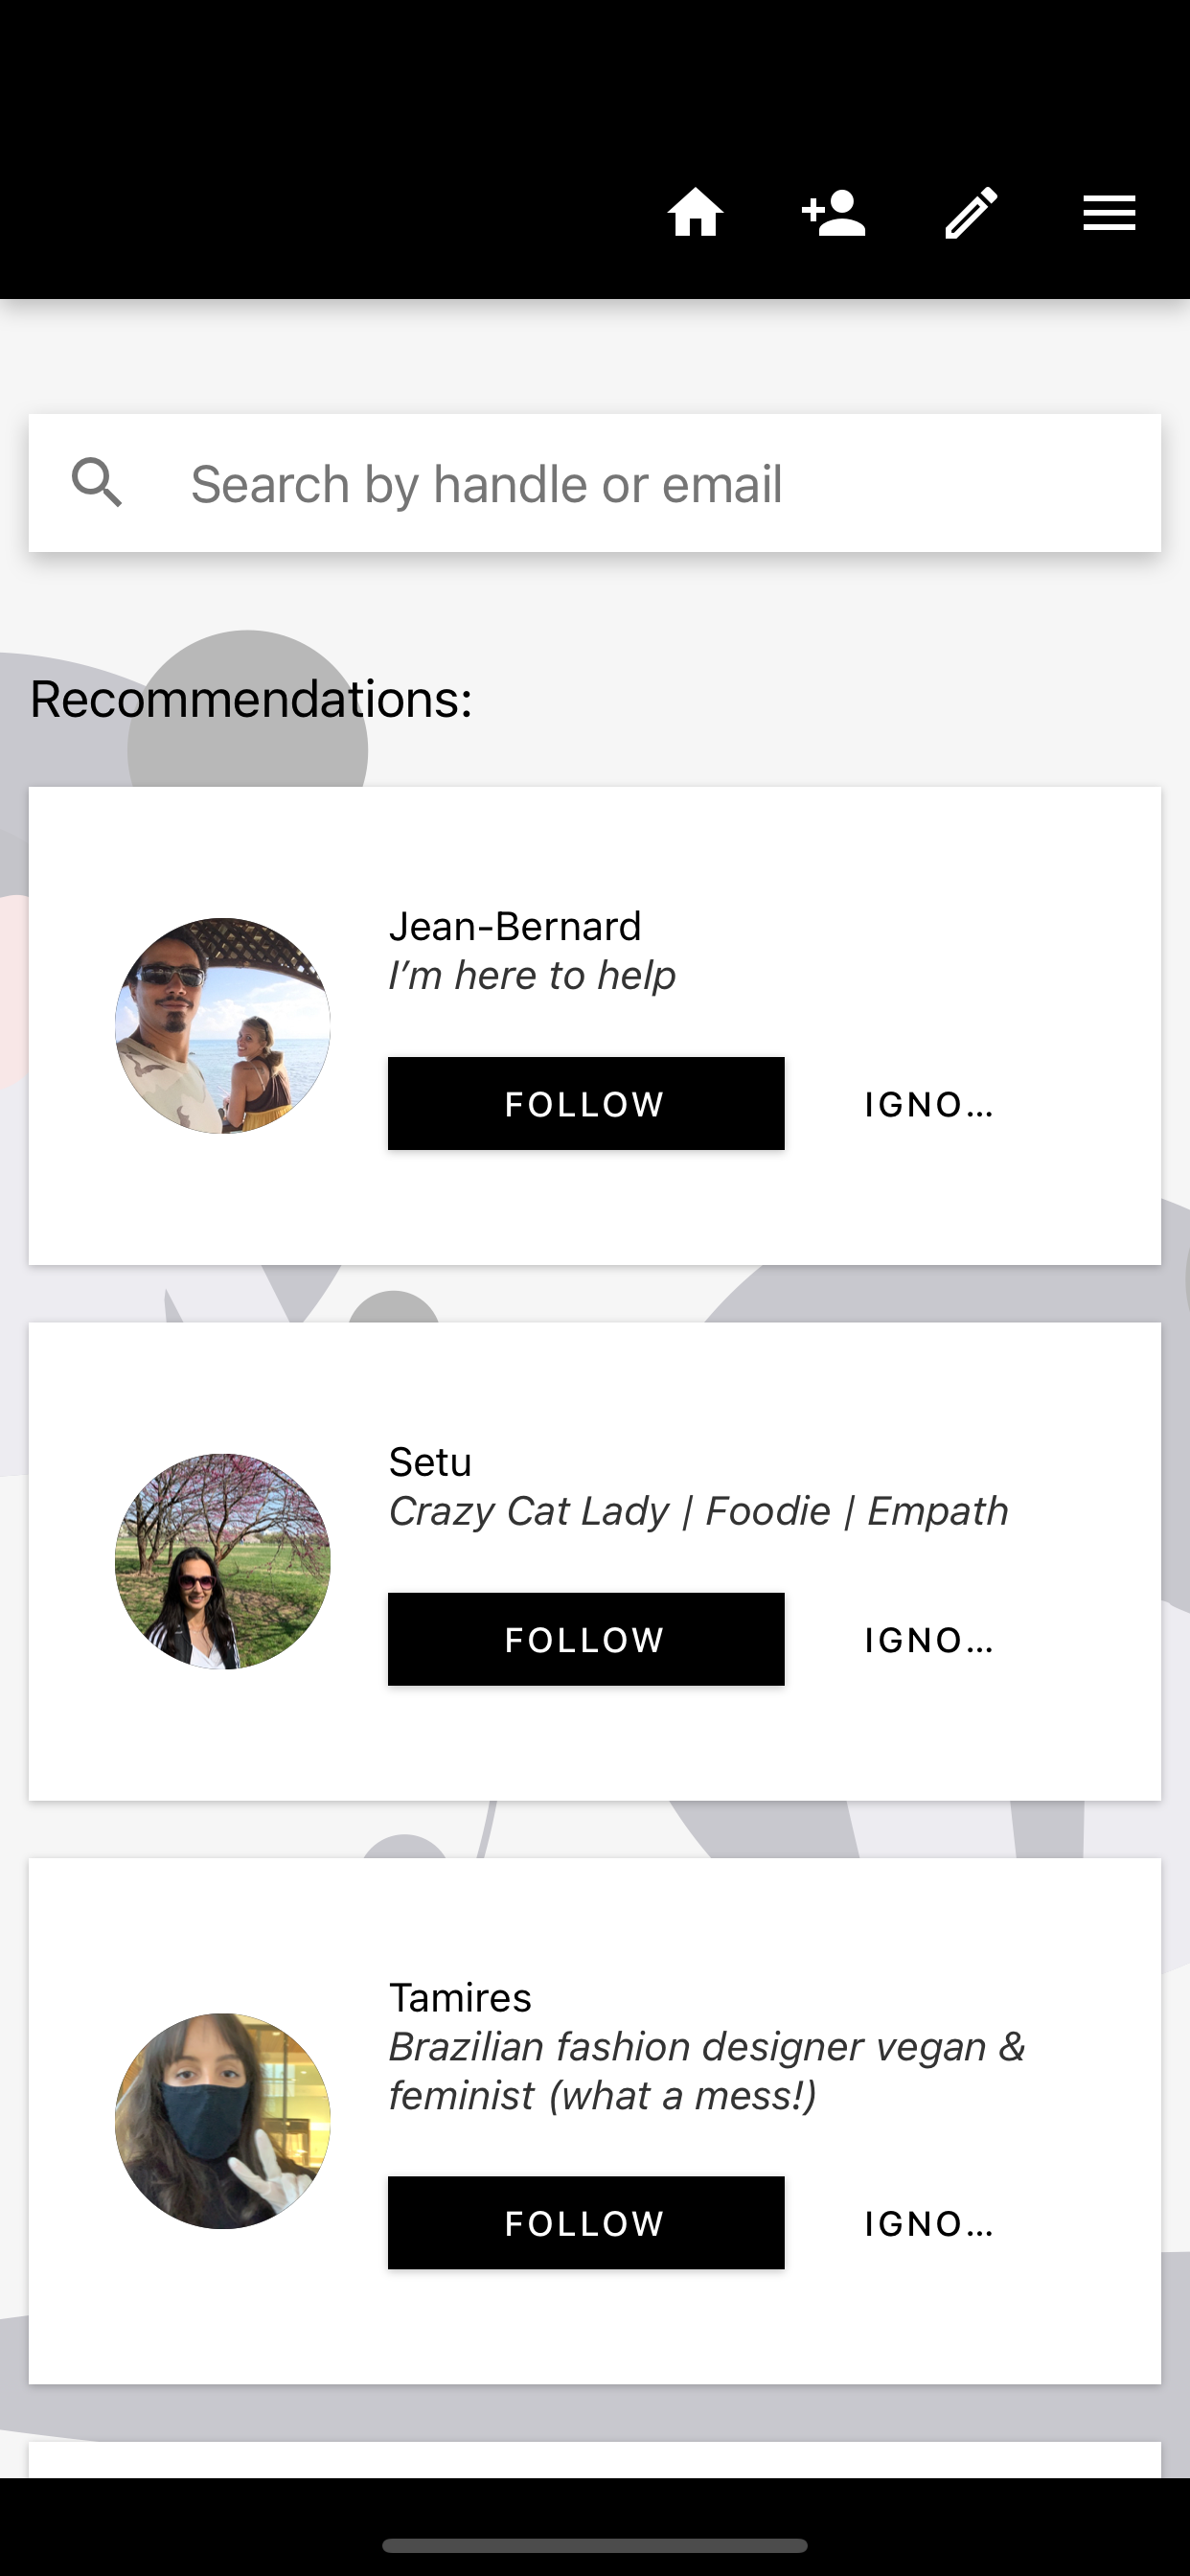 Search by handle or email
Recommendations:
Jean-Bernard
I'm here to help
FOLLOW IGNO...
Setu
Crazy Cat Lady | Foodie | Empath
FOLLOW IGNO...
Tamires
Brazilian fashion designer vegan &
feminist (what a mess!)
FOLLOW IGNO...